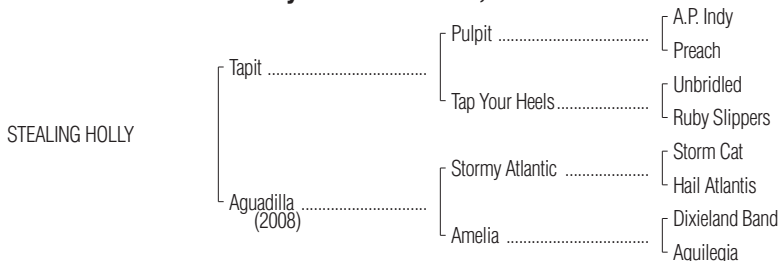 A.P. Indy
Pulpit ..........................................
Preach
Tapit .....................................
Unbridled
Tap Your Heels.........................
Ruby Slippers
STEALING HOLLY
Storm Cat
Stormy Atlantic ......................
Hail Atlantis
Aguadilla .............................
(2008)
Dixieland Band
Amelia ......................................
Aquilegia